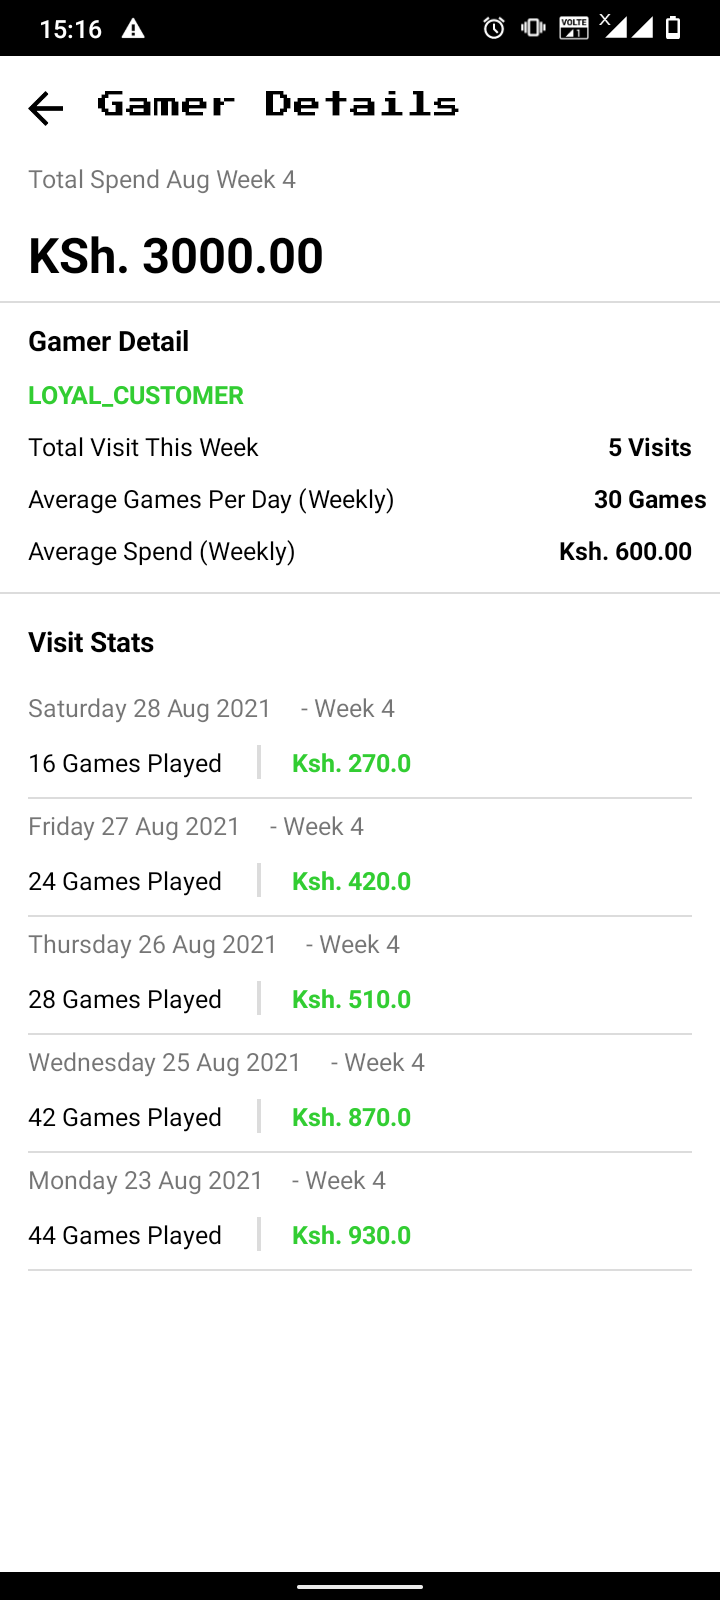 15:16
VOLTE 1 X
Gamer Details
Total Spend Aug Week 4
KSh. 3000.00
Gamer Detail
LOYAL_CUSTOMER
Total Visit This Week 5 Visits
Average Games Per Day (Weekly) 30 Games
Average Spend (Weekly) Ksh. 600.00
Visit Stats
Saturday 28 Aug 2021 - Week 4
16 Games Played Ksh. 270.0
Friday 27 Aug 2021 - Week 4
24 Games Played Ksh. 420.0
Thursday 26 Aug 2021 - Week 4
28 Games Played Ksh. 510.0
Wednesday 25 Aug 2021 - Week 4
42 Games Played Ksh. 870.0
Monday 23 Aug 2021 - Week 4
44 Games Played Ksh. 930.0